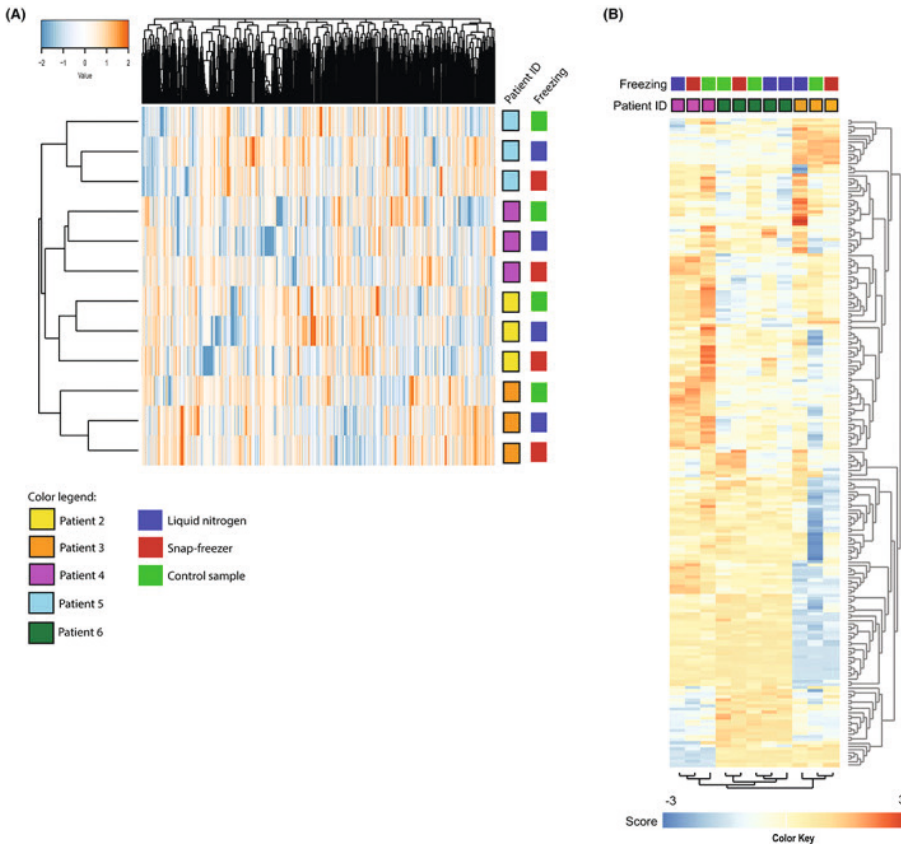 (A)
-2 -1 0 1 2
Value
Patient ID
Freezing
Color legend:
Patient 2
Patient 3
Patient 4
Patient 5
Patient 6
Liquid nitrogen
Snap-freezer
Control sample
(B)
Freezing
Patient ID
-3
3
Score
Color Key